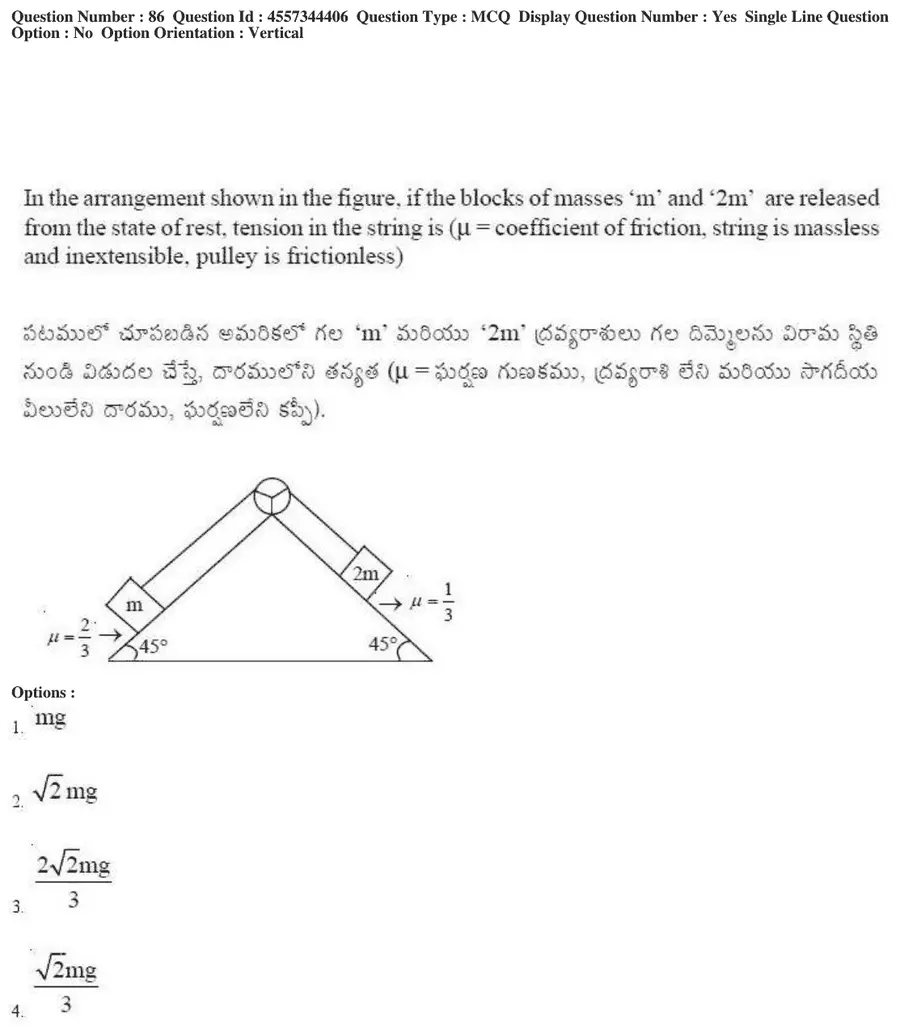 Question Number : 86 Question Id : 4557344406 Question Type : MCQ Display Question Number : Yes Single Line Question
Option : No Option Orientation : Vertical
In the arrangement shown in the figure, if the blocks of masses ‘m’ and ‘2m’ are released
from the state of rest, tension in the string is (μ = coefficient of friction, string is massless
and inextensible, pulley is frictionless)
పటములో చూపబడిన అమరికలో గల ‘m’ మరియు ‘2m’ ద్రవ్యరాశులు గల దిమ్మెలను విరామ స్థితి
నుండి విడుదల చేస్తే, దారములోని తన్యత (μ = ఘర్షణ గుణకము, ద్రవ్యరాశి లేని మరియు సాగదీయ
వీలులేని దారము, ఘర్షణలేని కప్పీ).
2m
m
μ = 1/3
μ = 2/3
45°
45°
Options :
1. mg
2. √2 mg
3. 2√2mg/3
4. √2mg/3